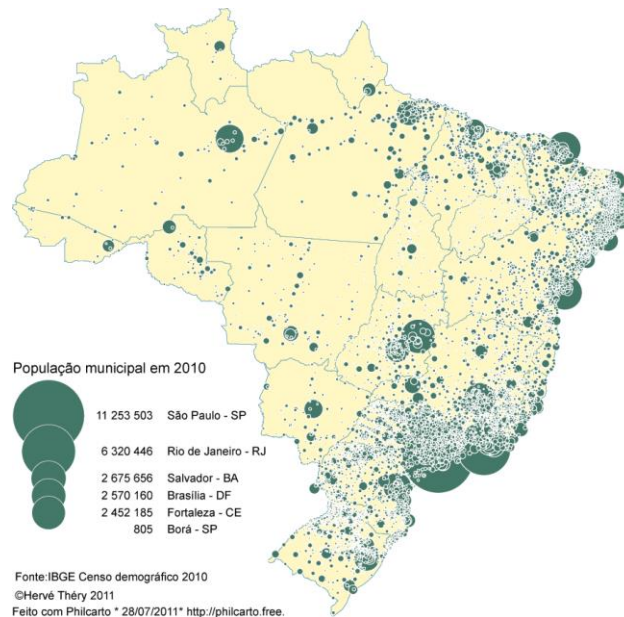 População municipal em 2010
11 253 503 São Paulo - SP
6 320 446 Rio de Janeiro - RJ
2 675 656 Salvador - BA
2 570 160 Brasília - DF
2 452 185 Fortaleza - CE
805 Borá - SP
Fonte:IBGE Censo demográfico 2010
©Hervé Théry 2011
Feito com Philcarto * 28/07/2011* http://philcarto.free.